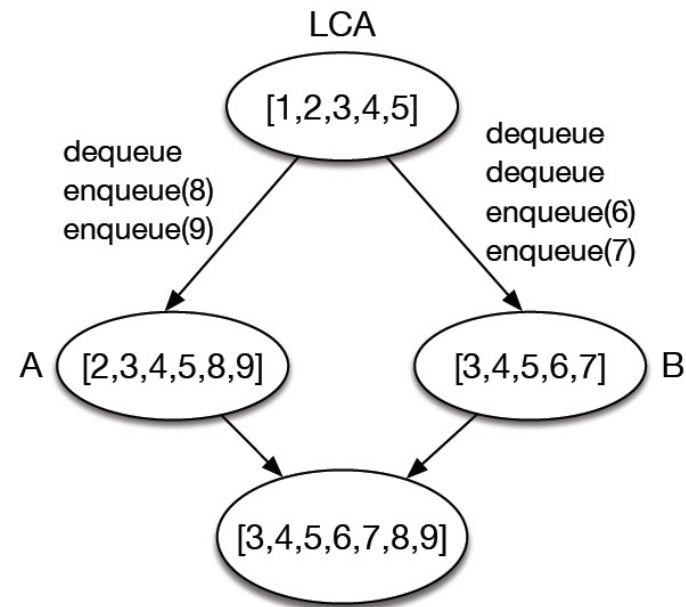 LCA
[1,2,3,4,5]
dequeue
enqueue(8)
enqueue(9)
dequeue
dequeue
enqueue(6)
enqueue(7)
A
[2,3,4,5,8,9]
[3,4,5,6,7]
B
[3,4,5,6,7,8,9]